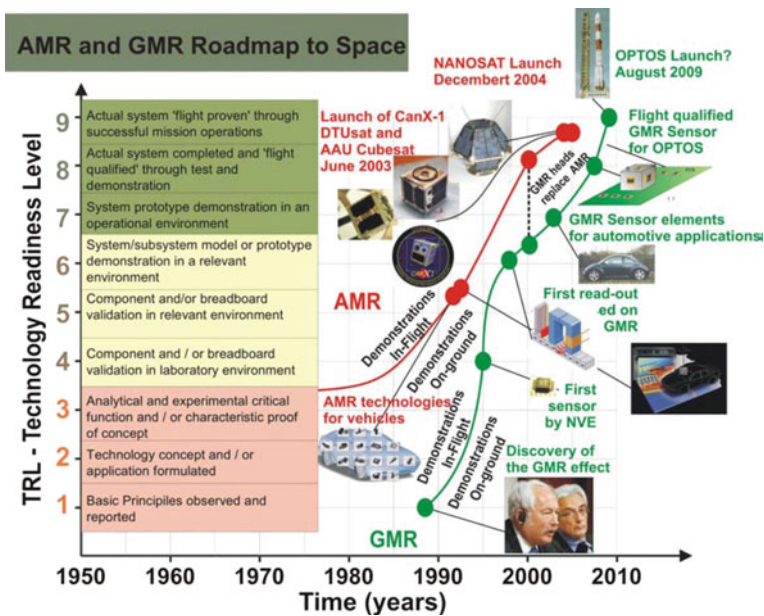 AMR and GMR Roadmap to Space
TRL - Technology Readiness Level
9
Actual system 'flight proven' through
successful mission operations
8
Actual system completed and 'flight
qualified' through test and
demonstration
7
System prototype demonstration in an
operational environment
6
System/subsystem model or prototype
demonstration in a relevant
environment
5
Component and/or breadboard
validation in relevant environment
4
Component and / or breadboard
validation in laboratory environment
3
Analytical and experimental critical
function and / or characteristic proof
of concept
2
Technology concept and / or
application formulated
1
Basic Principiles observed and
reported
NANOSAT Launch
Decembert 2004
OPTOS Launch?
August 2009
Launch of CanX-1
DTUsat and
AAU Cubesat
June 2003
Flight qualified
GMR Sensor
for OPTOS
GMR heads
replace AMR
GMR Sensor elements
for automotive applications
CANX1
AMR
Demonstrations
In-Flight
Demonstrations
On-ground
First read-out
ed on
GMR
AMR technologies
for vehicles
First
sensor
by NVE
Demonstrations
In-Flight
Demonstrations
On-ground
Discovery
of the GMR effect
GMR
1950
1960
1970
1980
1990
2000
2010
Time (years)